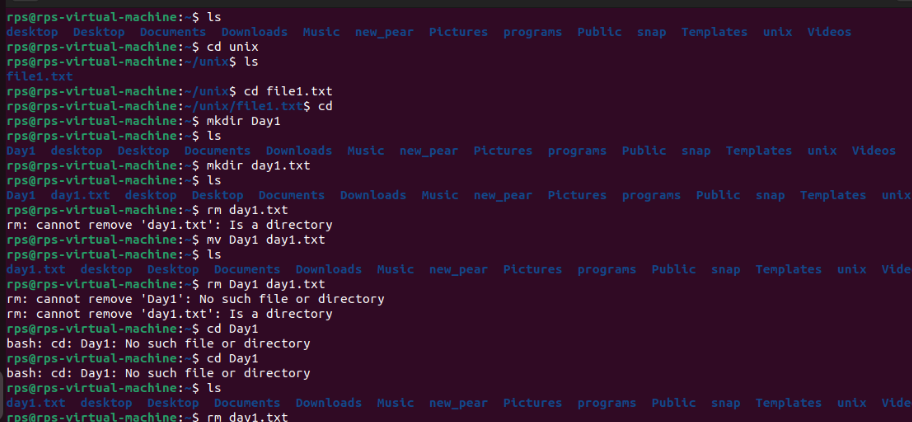 rps@rps-virtual-machine:~$ ls
desktop  Desktop  Documents  Downloads  Music  new_pear  Pictures  programs  Public  snap  Templates  unix  Videos
rps@rps-virtual-machine:~$ cd unix
rps@rps-virtual-machine:~/unix$ ls
file1.txt
rps@rps-virtual-machine:~/unix$ cd file1.txt
rps@rps-virtual-machine:~/unix/file1.txt$ cd
rps@rps-virtual-machine:~$ mkdir Day1
rps@rps-virtual-machine:~$ ls
Day1  desktop  Desktop  Documents  Downloads  Music  new_pear  Pictures  programs  Public  snap  Templates  unix  Videos
rps@rps-virtual-machine:~$ mkdir day1.txt
rps@rps-virtual-machine:~$ ls
Day1  day1.txt  desktop  Desktop  Documents  Downloads  Music  new_pear  Pictures  programs  Public  snap  Templates  unix
rps@rps-virtual-machine:~$ rm day1.txt
rm: cannot remove 'day1.txt': Is a directory
rps@rps-virtual-machine:~$ mv Day1 day1.txt
rps@rps-virtual-machine:~$ ls
day1.txt  desktop  Desktop  Documents  Downloads  Music  new_pear  Pictures  programs  Public  snap  Templates  unix  Vide
rps@rps-virtual-machine:~$ rm Day1 day1.txt
rm: cannot remove 'Day1': No such file or directory
rm: cannot remove 'day1.txt': Is a directory
rps@rps-virtual-machine:~$ cd Day1
bash: cd: Day1: No such file or directory
rps@rps-virtual-machine:~$ cd Day1
bash: cd: Day1: No such file or directory
rps@rps-virtual-machine:~$ ls
day1.txt  desktop  Desktop  Documents  Downloads  Music  new_pear  Pictures  programs  Public  snap  Templates  unix  Vide
rps@rps-virtual-machine:~$ rm day1.txt